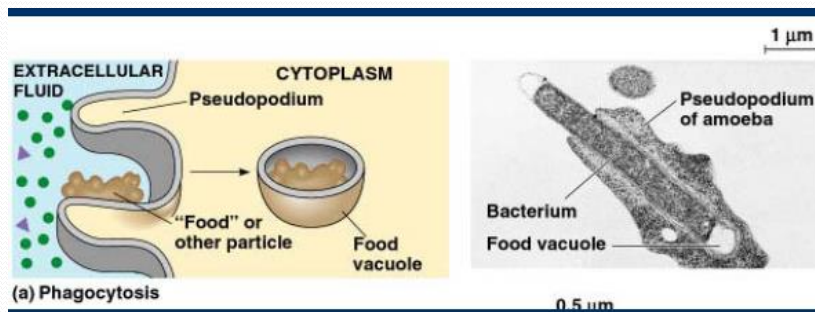 1 μm
EXTRACELLULAR
FLUID
CYTOPLASM
Pseudopodium
"Food" or
other particle
Food
vacuole
(a) Phagocytosis
Pseudopodium
of amoeba
Bacterium
Food vacuole
0.5 μm